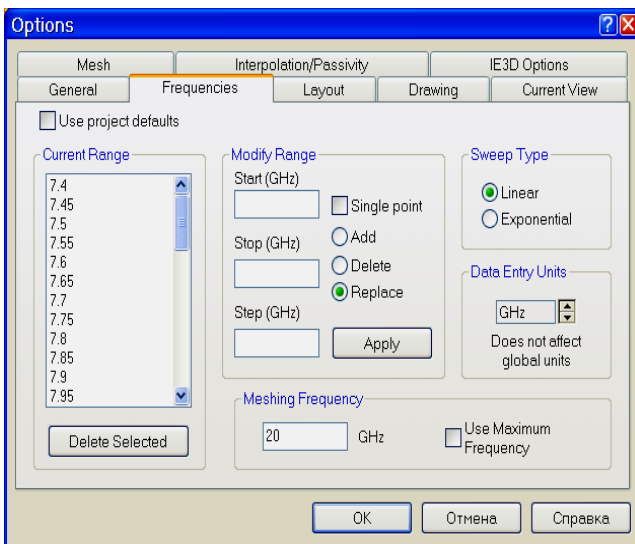 Options
Mesh
Interpolation/Passivity
IE3D Options
General
Frequencies
Layout
Drawing
Current View
Use project defaults
Current Range
7.4
7.45
7.5
7.55
7.6
7.65
7.7
7.75
7.8
7.85
7.9
7.95
Delete Selected
Modify Range
Start (GHz)
Single point
Add
Stop (GHz)
Delete
Replace
Step (GHz)
Apply
Sweep Type
Linear
Exponential
Data Entry Units
GHz
Does not affect
global units
Meshing Frequency
20
GHz
Use Maximum
Frequency
OK
Отмена
Справка